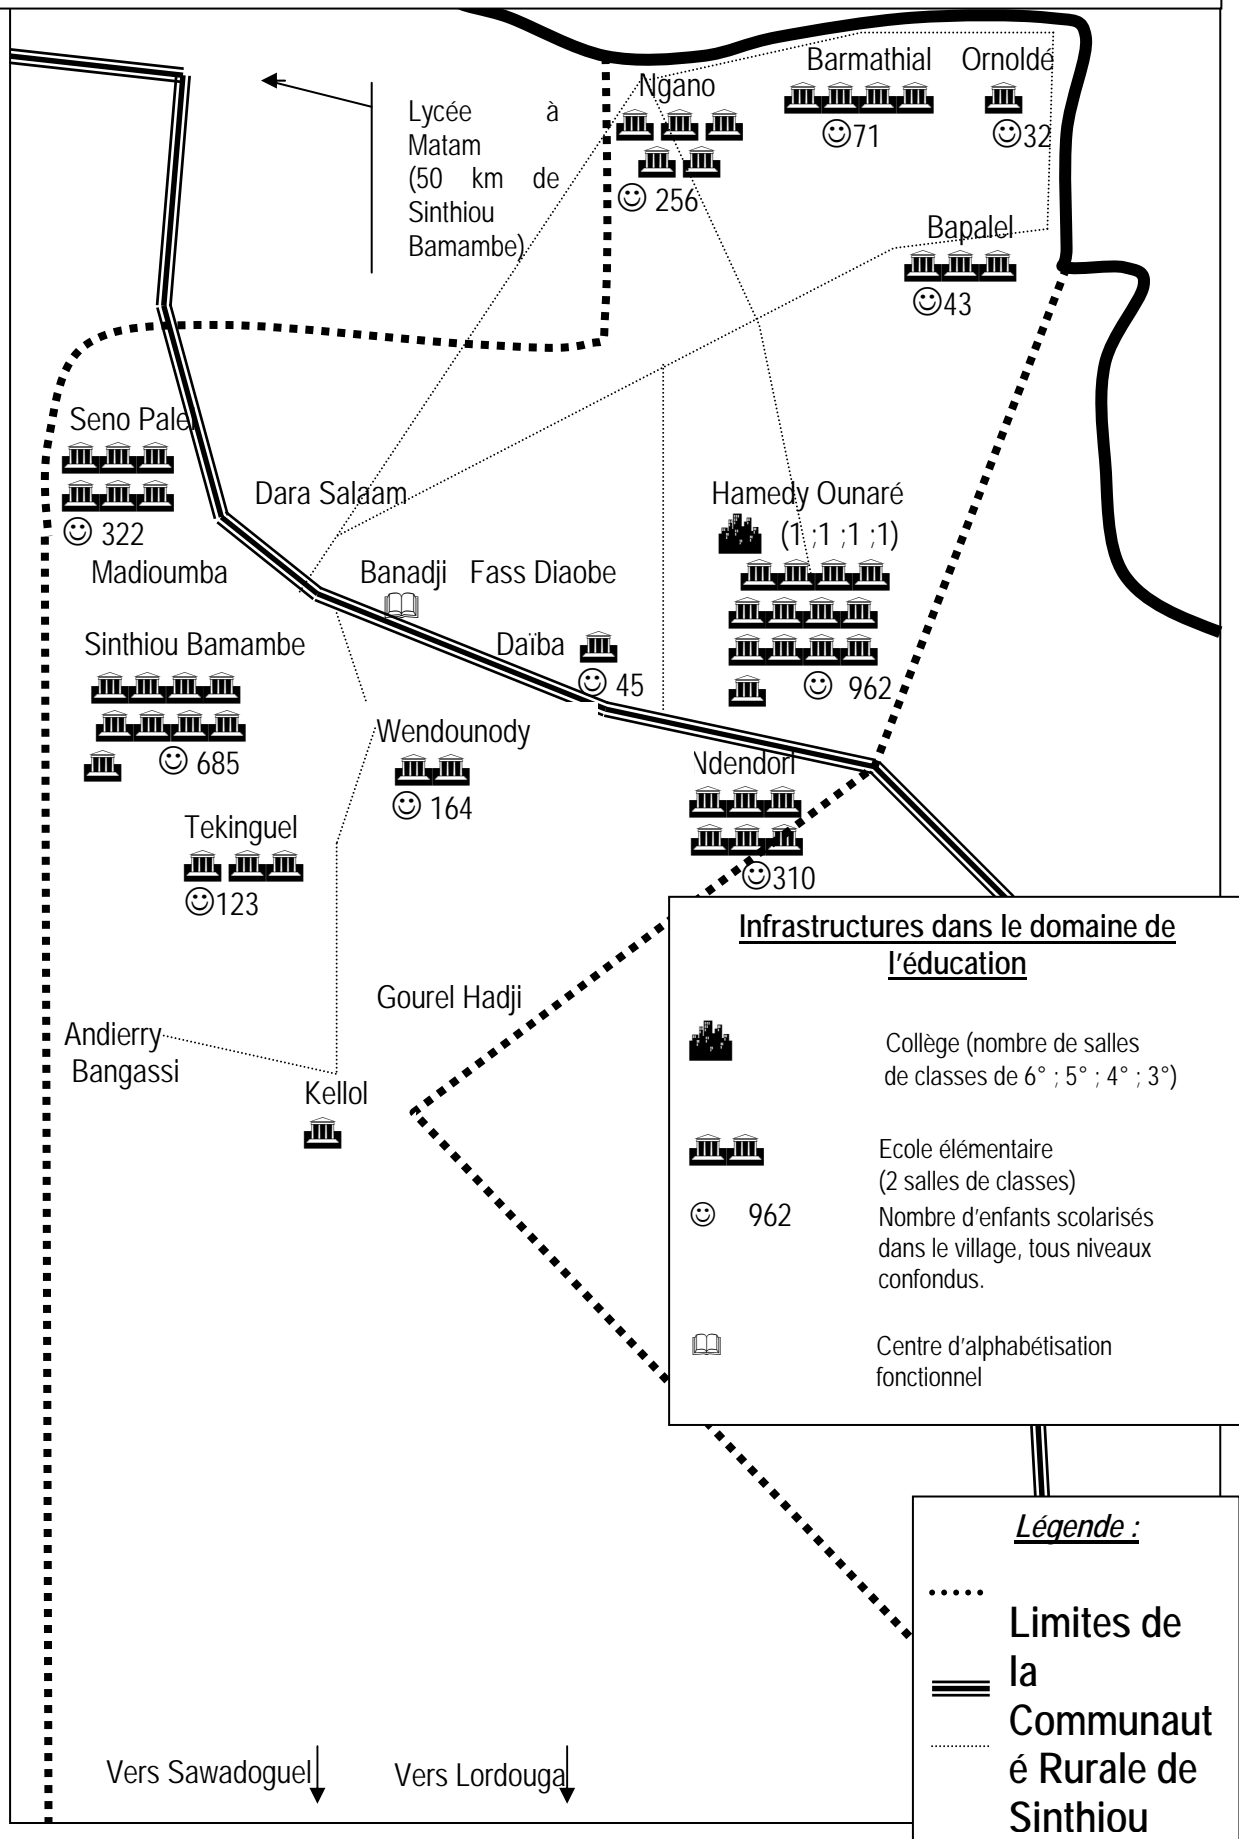 Barmathial
Ornoldé
Ngano
71
32
256
Lycée à
Matam
(50 km de
Sinthiou
Bamambe)
Bapalel
43
Seno Palel
322
Dara Salaam
Hamedy Ounaré
(1 ;1 ;1 ;1)
Madioumba
Banadji
Fass Diaobe
Sinthiou Bamambe
Daïba
45
962
685
Wendounody
164
Ndendori
310
Tekinguel
123
Gourel Hadji
Andierry
Bangassi
Kellol
Infrastructures dans le domaine de
l'éducation
Collège (nombre de salles
de classes de 6° ; 5° ; 4° ; 3°)
Ecole élémentaire
(2 salles de classes)
962
Nombre d'enfants scolarisés
dans le village, tous niveaux
confondus.
Centre d'alphabétisation
fonctionnel
Légende :
Limites de
la
Communaut
é Rurale de
Sinthiou
Vers Sawadoguel
Vers Lordouga